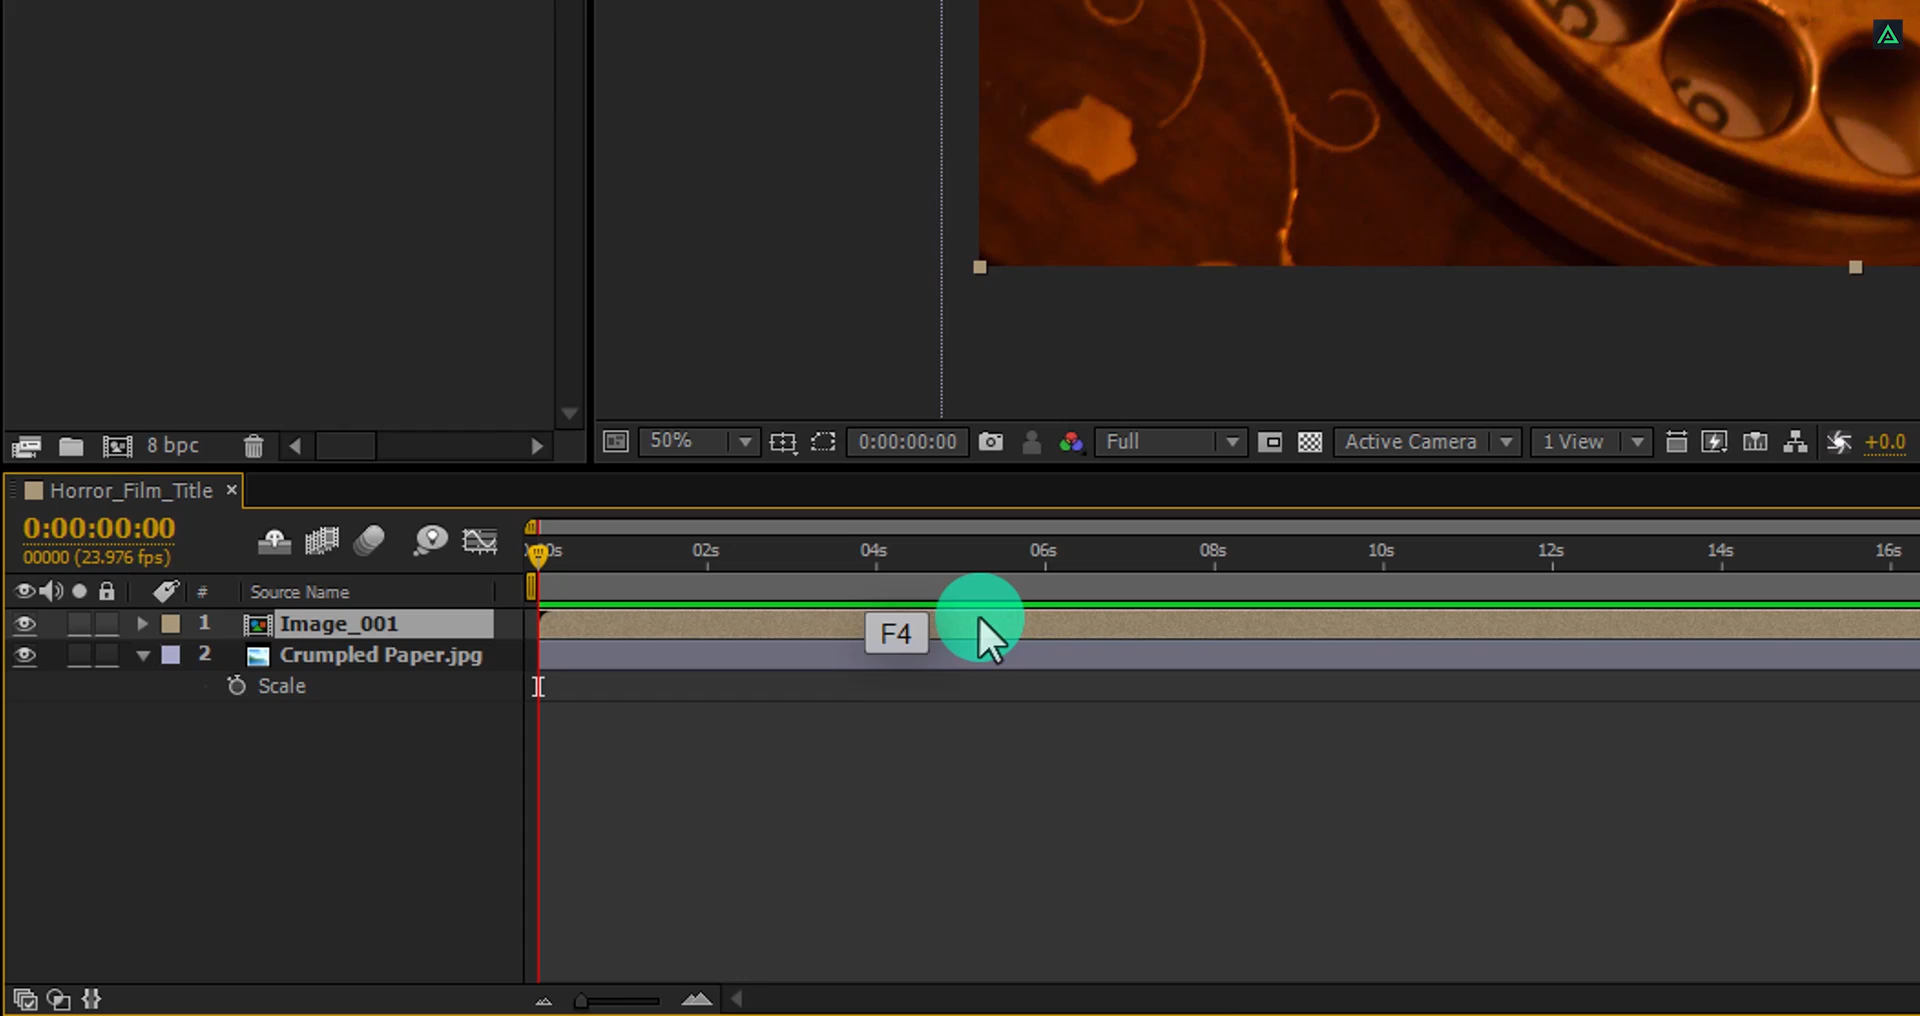 8 bpc
50%
0:00:00:00
Full
Active Camera
1 View
+0.0
Horror_Film_Title ×
0:00:00:00
00000 (23.976 fps)
02s 04s 06s 08s 10s 12s 14s 16s
# Source Name
1 Image_001
F4
2 Crumpled Paper.jpg
Scale